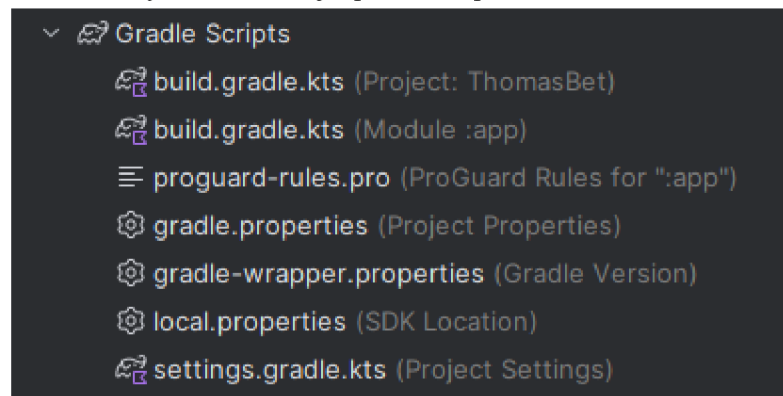 Gradle Scripts
build.gradle.kts (Project: ThomasBet)
build.gradle.kts (Module :app)
proguard-rules.pro (ProGuard Rules for ":app")
gradle.properties (Project Properties)
gradle-wrapper.properties (Gradle Version)
local.properties (SDK Location)
settings.gradle.kts (Project Settings)